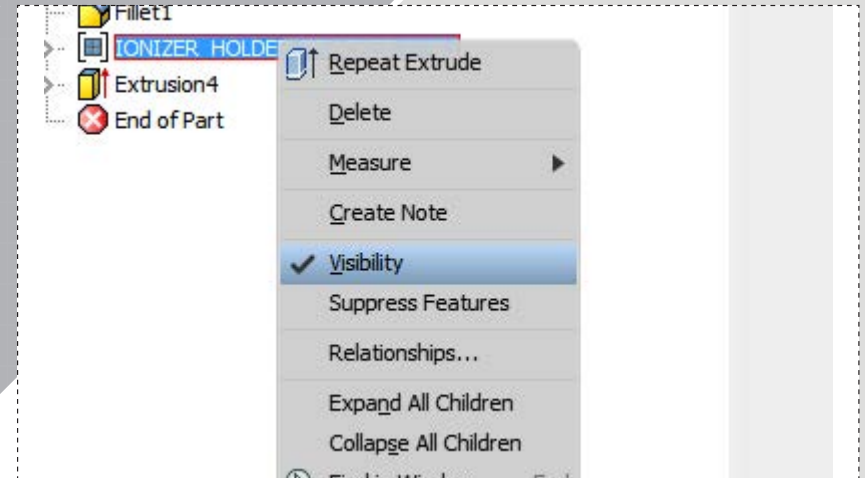 Fillet1
IONIZER_HOLDE
Extrusion4
End of Part
Repeat Extrude
Delete
Measure
Create Note
Visibility
Suppress Features
Relationships...
Expand All Children
Collapse All Children